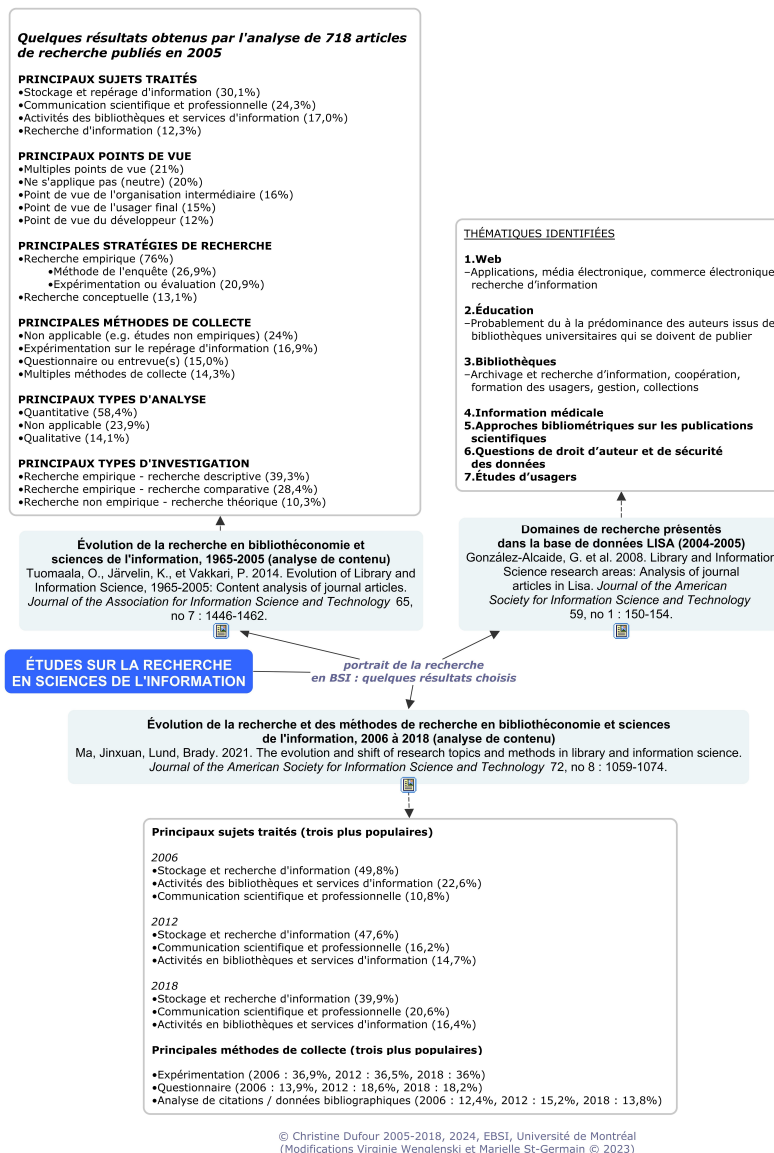 Quelques résultats obtenus par l'analyse de 718 articles
de recherche publiés en 2005
PRINCIPAUX SUJETS TRAITÉS
•Stockage et repérage d'information (30,1%)
•Communication scientifique et professionnelle (24,3%)
•Activités des bibliothèques et services d'information (17,0%)
•Recherche d'information (12,3%)
PRINCIPAUX POINTS DE VUE
•Multiples points de vue (21%)
•Ne s'applique pas (neutre) (20%)
•Point de vue de l'organisation intermédiaire (16%)
•Point de vue de l'usager final (15%)
•Point de vue du développeur (12%)
PRINCIPALES STRATÉGIES DE RECHERCHE
•Recherche empirique (76%)
•Méthode de l'enquête (26,9%)
•Expérimentation ou évaluation (20,9%)
•Recherche conceptuelle (13,1%)
PRINCIPALES MÉTHODES DE COLLECTE
•Non applicable (e.g. études non empiriques) (24%)
•Expérimentation sur le repérage d'information (16,9%)
•Questionnaire ou entrevue(s) (15,0%)
•Multiples méthodes de collecte (14,3%)
PRINCIPAUX TYPES D'ANALYSE
•Quantitative (58,4%)
•Non applicable (23,9%)
•Qualitative (14,1%)
PRINCIPAUX TYPES D'INVESTIGATION
•Recherche empirique - recherche descriptive (39,3%)
•Recherche empirique - recherche comparative (28,4%)
•Recherche non empirique - recherche théorique (10,3%)
THÉMATIQUES IDENTIFIÉES
1.Web
–Applications, média électronique, commerce électronique
recherche d’information
2.Éducation
–Probablement du à la prédominance des auteurs issus de
bibliothèques universitaires qui se doivent de publier
3.Bibliothèques
–Archivage et recherche d’information, coopération,
formation des usagers, gestion, collections
4.Information médicale
5.Approches bibliométriques sur les publications
scientifiques
6.Questions de droit d’auteur et de sécurité
des données
7.Études d’usagers
Évolution de la recherche en bibliothéconomie et
sciences de l'information, 1965-2005 (analyse de contenu)
Tuomaala, O., Järvelin, K., et Vakkari, P. 2014. Evolution of Library and
Information Science, 1965-2005: Content analysis of journal articles.
Journal of the Association for Information Science and Technology 65,
no 7 : 1446-1462.
Domaines de recherche présentés
dans la base de données LISA (2004-2005)
González-Alcaide, G. et al. 2008. Library and Information
Science research areas: Analysis of journal
articles in Lisa. Journal of the American
Society for Information Science and Technology
59, no 1 : 150-154.
ÉTUDES SUR LA RECHERCHE
EN SCIENCES DE L'INFORMATION
portrait de la recherche
en BSI : quelques résultats choisis
Évolution de la recherche et des méthodes de recherche en bibliothéconomie et sciences
de l'information, 2006 à 2018 (analyse de contenu)
Ma, Jinxuan, Lund, Brady. 2021. The evolution and shift of research topics and methods in library and information science.
Journal of the American Society for Information Science and Technology 72, no 8 : 1059-1074.
Principaux sujets traités (trois plus populaires)
2006
•Stockage et recherche d'information (49,8%)
•Activités des bibliothèques et services d'information (22,6%)
•Communication scientifique et professionnelle (10,8%)
2012
•Stockage et recherche d'information (47,6%)
•Communication scientifique et professionnelle (16,2%)
•Activités en bibliothèques et services d'information (14,7%)
2018
•Stockage et recherche d'information (39,9%)
•Communication scientifique et professionnelle (20,6%)
•Activités en bibliothèques et services d'information (16,4%)
Principales méthodes de collecte (trois plus populaires)
•Expérimentation (2006 : 36,9%, 2012 : 36,5%, 2018 : 36%)
•Questionnaire (2006 : 13,9%, 2012 : 18,6%, 2018 : 18,2%)
•Analyse de citations / données bibliographiques (2006 : 12,4%, 2012 : 15,2%, 2018 : 13,8%)
© Christine Dufour 2005-2018, 2024, EBSI, Université de Montréal
(Modifications Virginie Wenglenski et Marielle St-Germain © 2023)